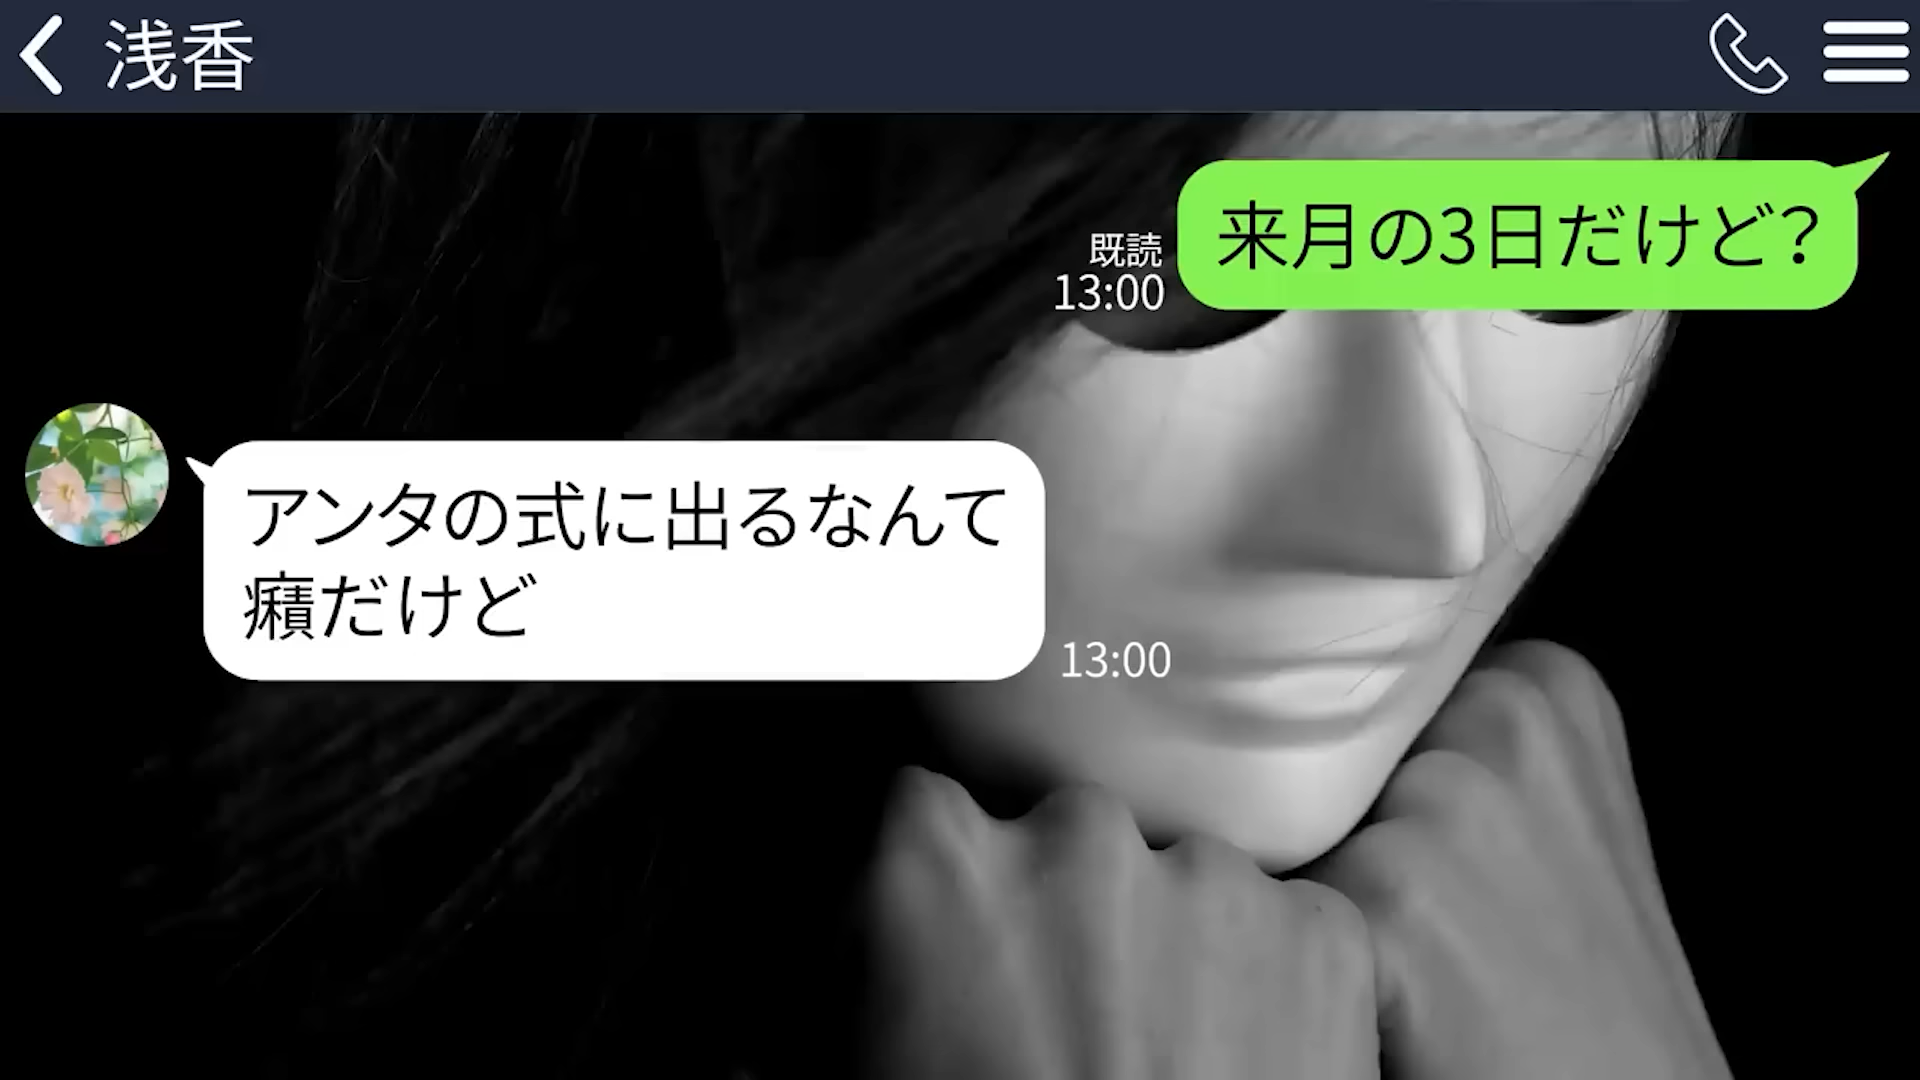 浅香
来月の3日だけど?
既読
13:00
アンタの式に出るなんて
癪だけど
13:00